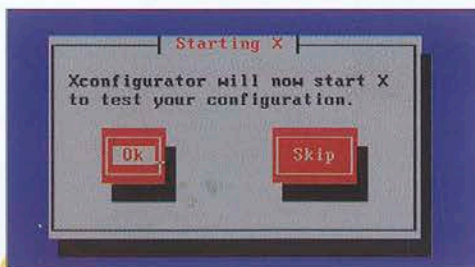 Starting X
Xconfigurator will now start X
to test your configuration.
Ok
Skip